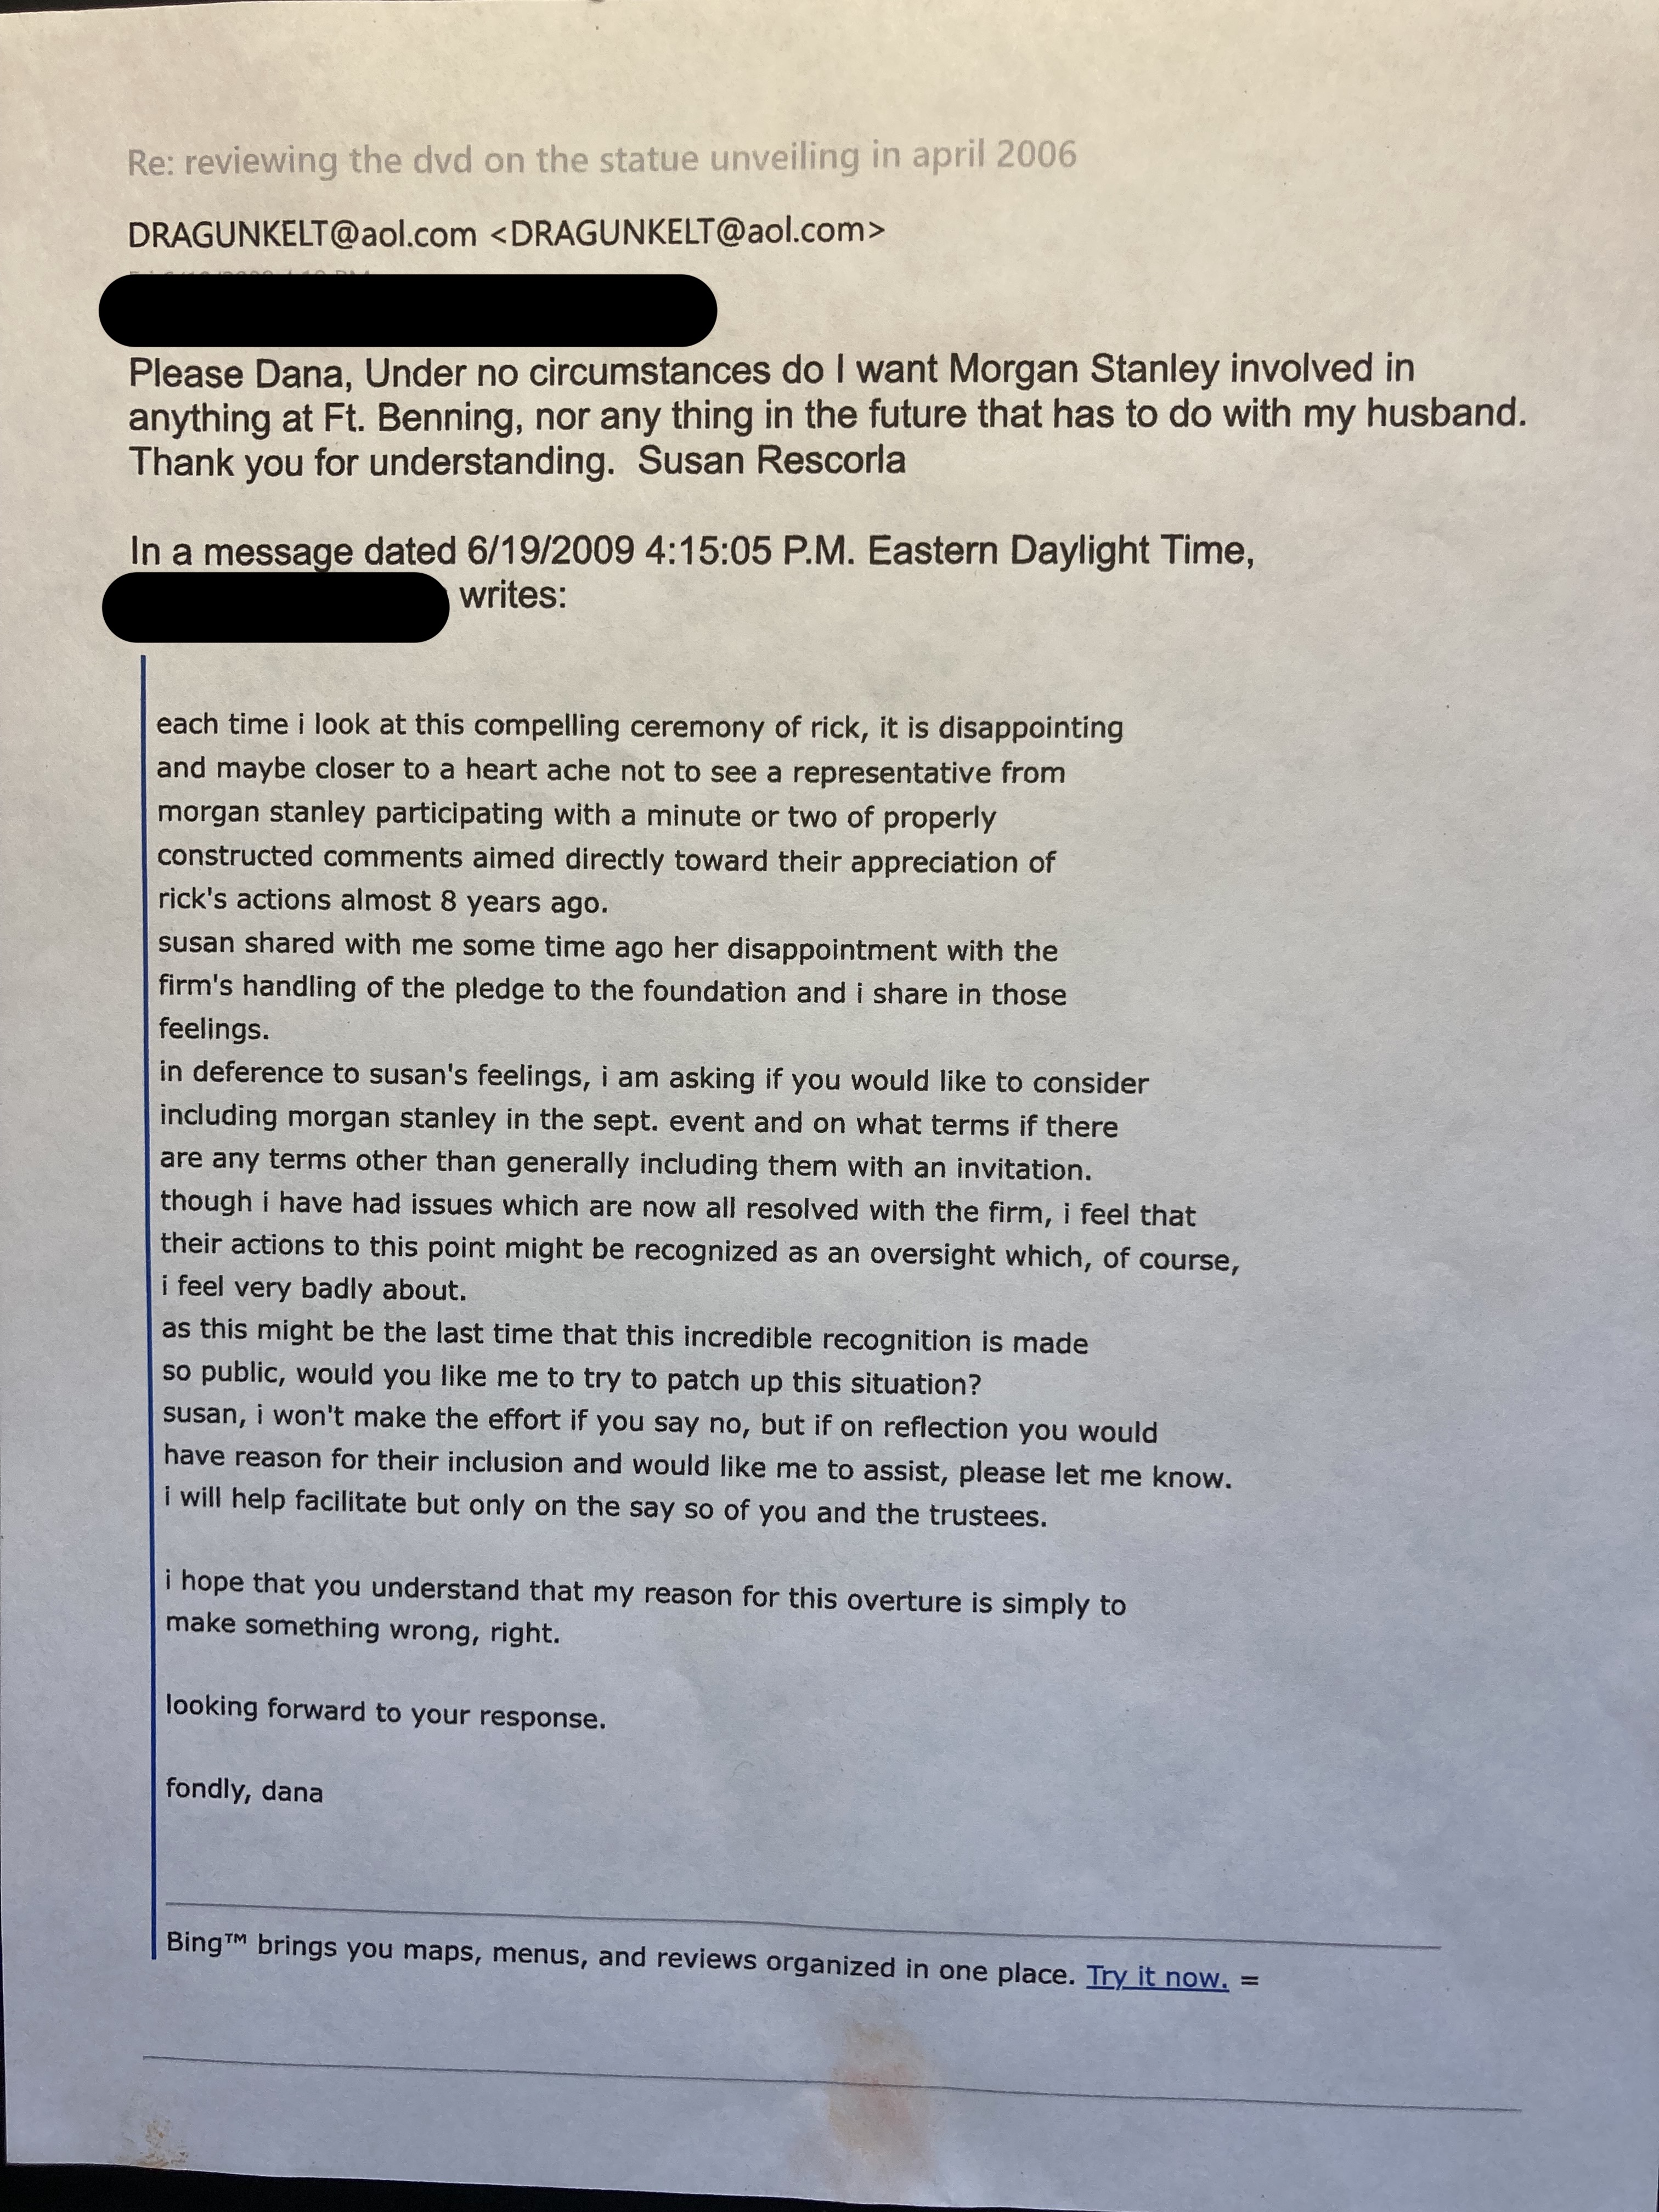 Re: reviewing the dvd on the statue unveiling in april 2006
DRAGUNKELT@aol.com <DRAGUNKELT@aol.com>
Please Dana, Under no circumstances do I want Morgan Stanley involved in
anything at Ft. Benning, nor any thing in the future that has to do with my husband.
Thank you for understanding.  Susan Rescorla
In a message dated 6/19/2009 4:15:05 P.M. Eastern Daylight Time,
writes:
each time i look at this compelling ceremony of rick, it is disappointing
and maybe closer to a heart ache not to see a representative from
morgan stanley participating with a minute or two of properly
constructed comments aimed directly toward their appreciation of
rick's actions almost 8 years ago.
susan shared with me some time ago her disappointment with the
firm's handling of the pledge to the foundation and i share in those
feelings.
in deference to susan's feelings, i am asking if you would like to consider
including morgan stanley in the sept. event and on what terms if there
are any terms other than generally including them with an invitation.
though i have had issues which are now all resolved with the firm, i feel that
their actions to this point might be recognized as an oversight which, of course,
i feel very badly about.
as this might be the last time that this incredible recognition is made
so public, would you like me to try to patch up this situation?
susan, i won't make the effort if you say no, but if on reflection you would
have reason for their inclusion and would like me to assist, please let me know.
i will help facilitate but only on the say so of you and the trustees.
i hope that you understand that my reason for this overture is simply to
make something wrong, right.
looking forward to your response.
fondly, dana
Bing™ brings you maps, menus, and reviews organized in one place. Try it now. =